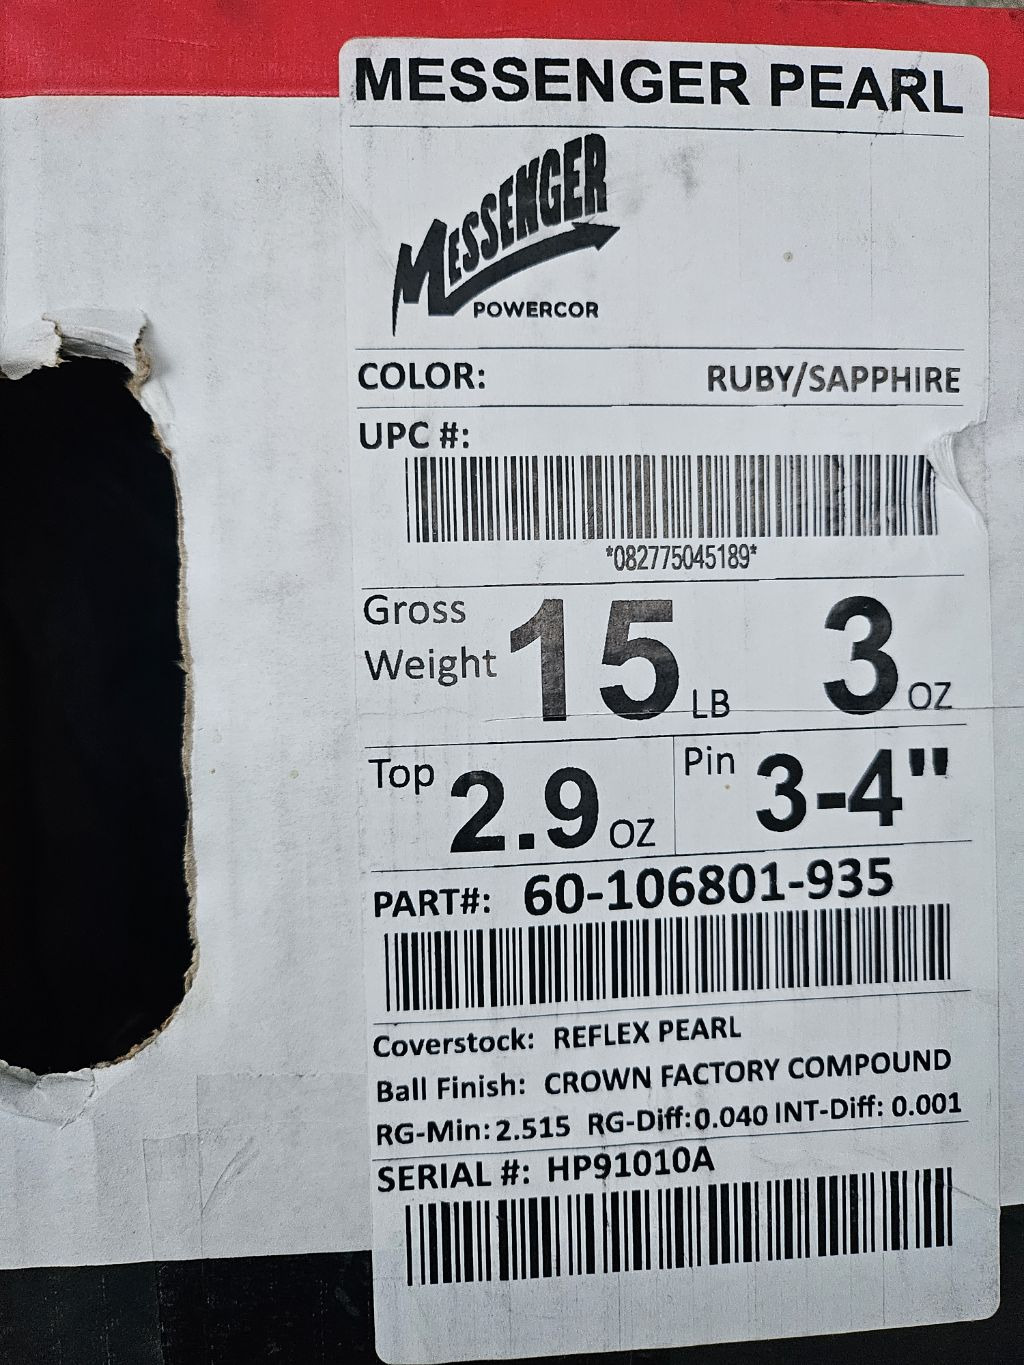 MESSENGER PEARL
MESSENGER
POWERCOR
COLOR: RUBY/SAPPHIRE
UPC #:
*082775045189*
Gross Weight 15 LB 3 OZ
Top 2.9 OZ Pin 3-4"
PART#: 60-106801-935
Coverstock: REFLEX PEARL
Ball Finish: CROWN FACTORY COMPOUND
RG-Min: 2.515 RG-Diff: 0.040 INT-Diff: 0.001
SERIAL #: HP91010A